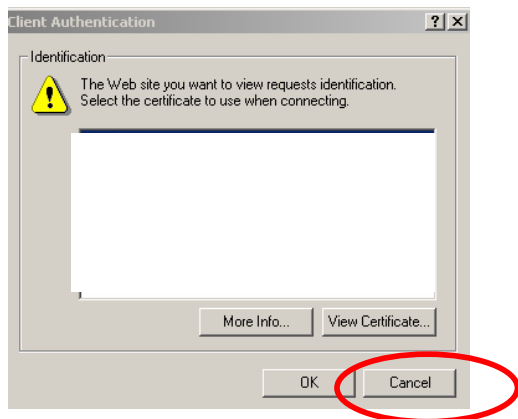 Client Authentication
Identification
The Web site you want to view requests identification.
Select the certificate to use when connecting.
More Info...
View Certificate...
OK
Cancel